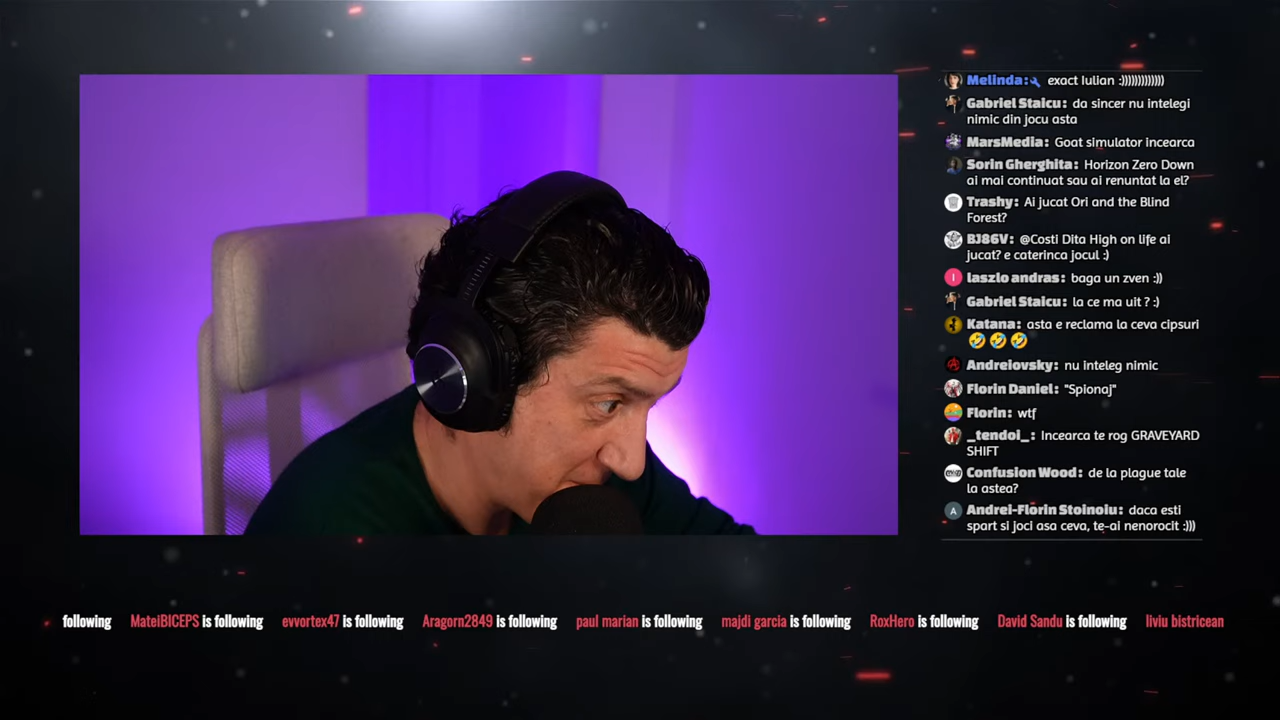 Melinda: exact Iulian :))))))))))))
Gabriel Staicu: da sincer nu intelegi
nimic din jocu asta
MarsMedia: Goat simulator incearca
Sorin Gherghita: Horizon Zero Down
ai mai continuat sau ai renuntat la el?
Trashy: Ai jucat Ori and the Blind
Forest?
BJ86V: @Costi Dita High on life ai
jucat? e caterinca jocul :)
laszlo andras: baga un zven :))
Gabriel Staicu: la ce ma uit ? :)
Katana: asta e reclama la ceva cipsuri
🤣 🤣 🤣
Andreiovsky: nu inteleg nimic
Florin Daniel: "Spionaj"
Florin: wtf
_tendoi_: Incearca te rog GRAVEYARD
SHIFT
Confusion Wood: de la plague tale
la astea?
A Andrei-Florin Stoinoiu: daca esti
spart si joci asa ceva, te-ai nenorocit :)))
following MateiBICEPS is following evvortex47 is following Aragorn2849 is following paul marian is following majdi garcia is following RoxHero is following David Sandu is following liviu bistricean